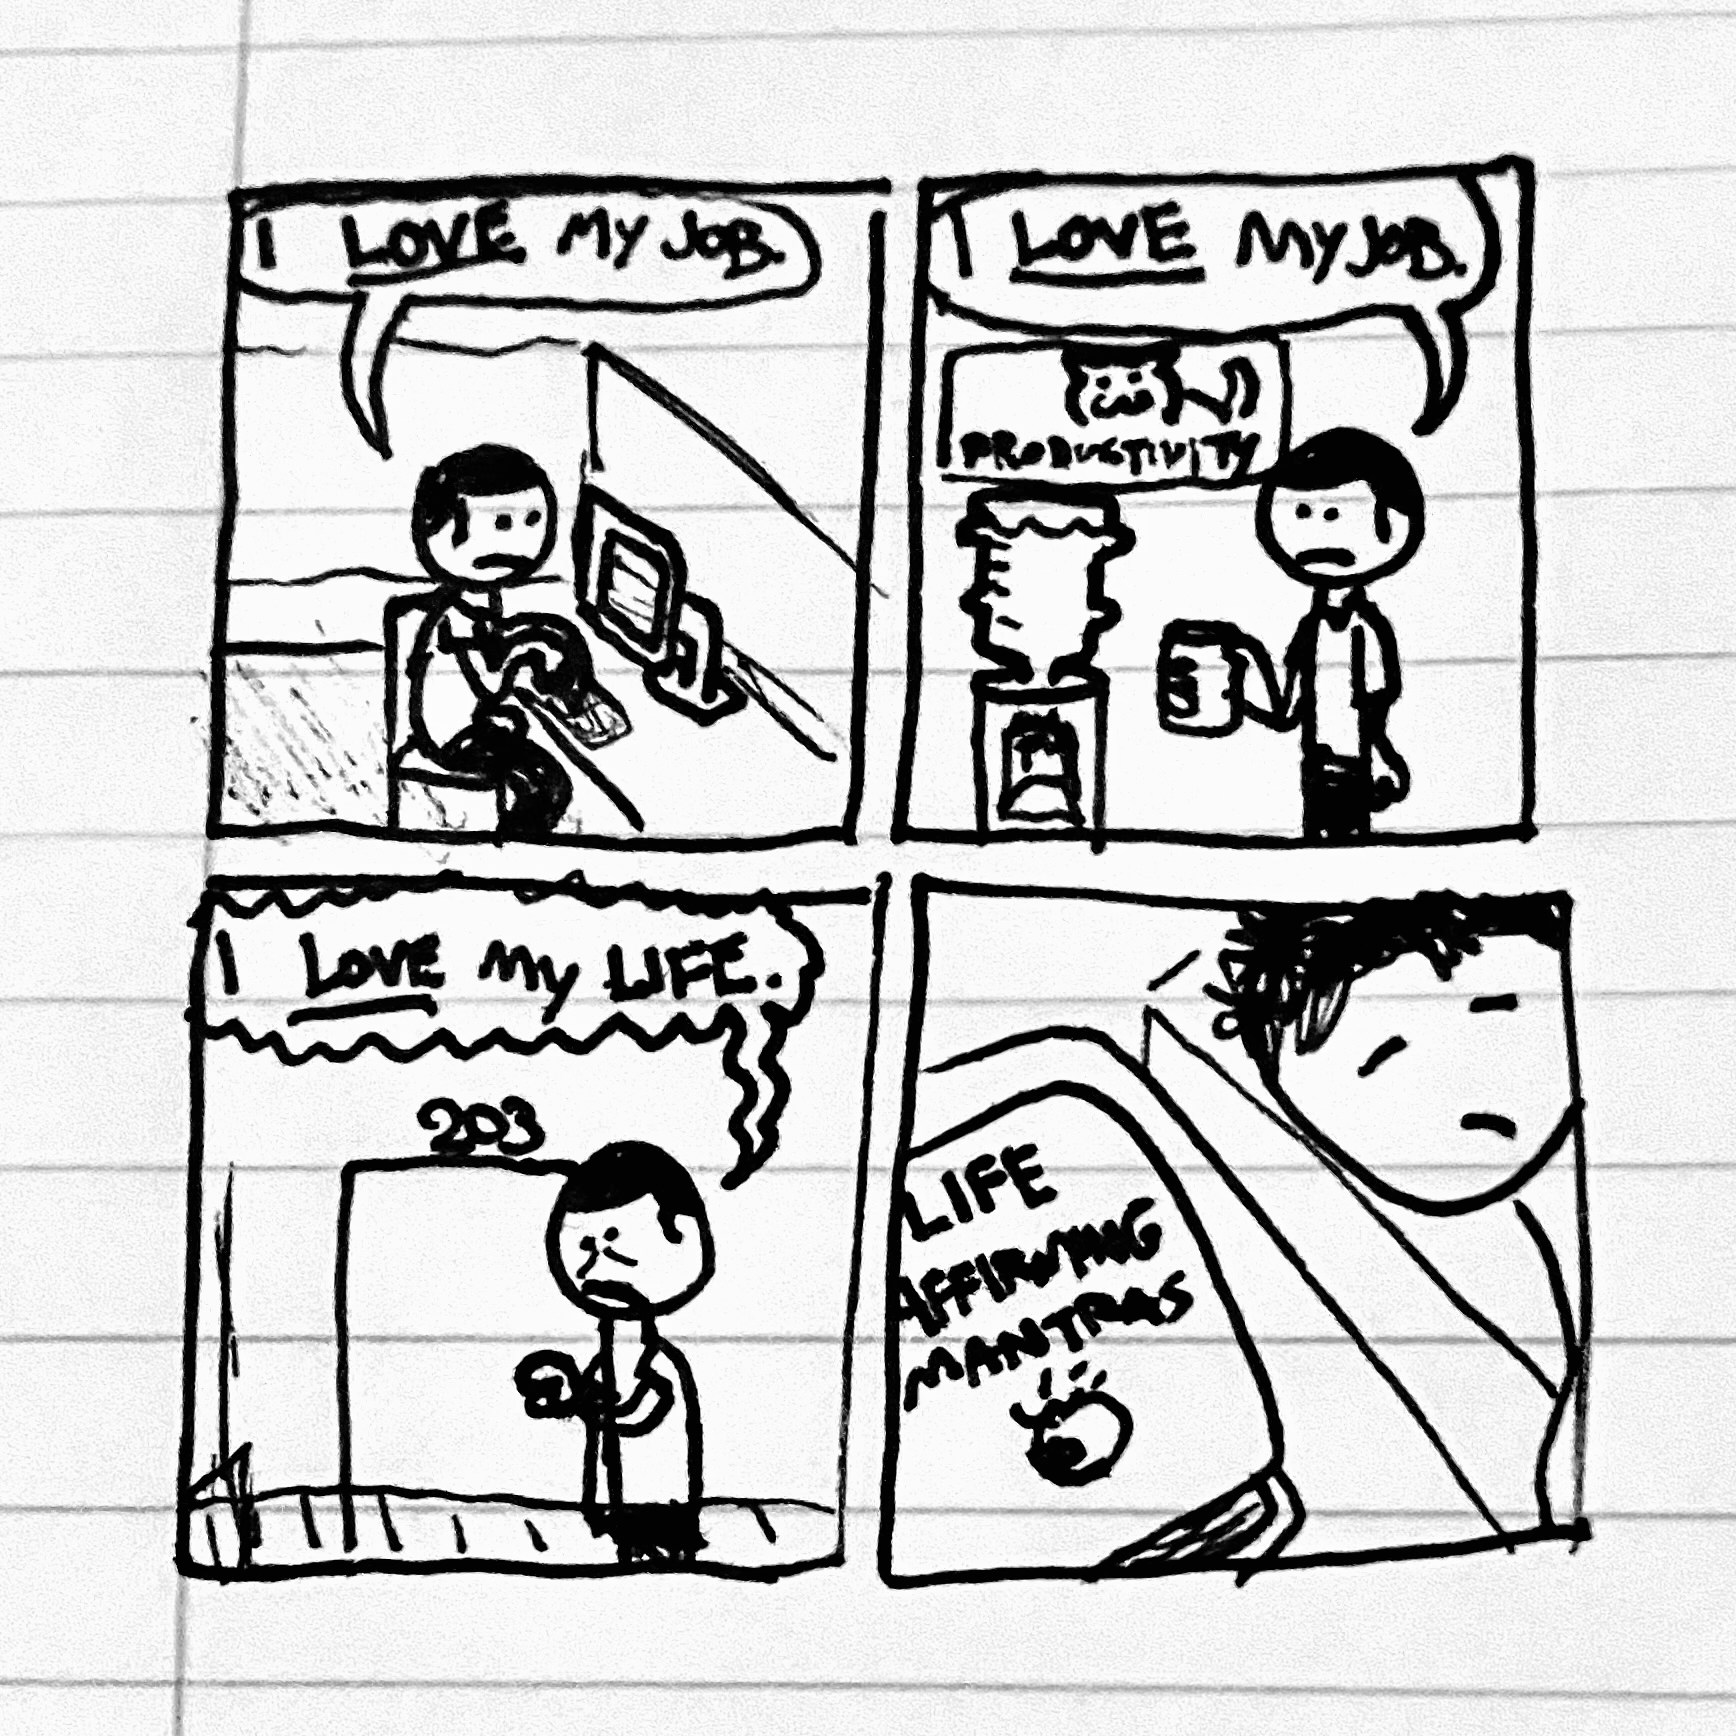 I LOVE MY JOB.
I LOVE MY JOB.
PRODUCTIVITY
I LOVE MY LIFE.
203
LIFE
AFFIRMING
MANTRAS